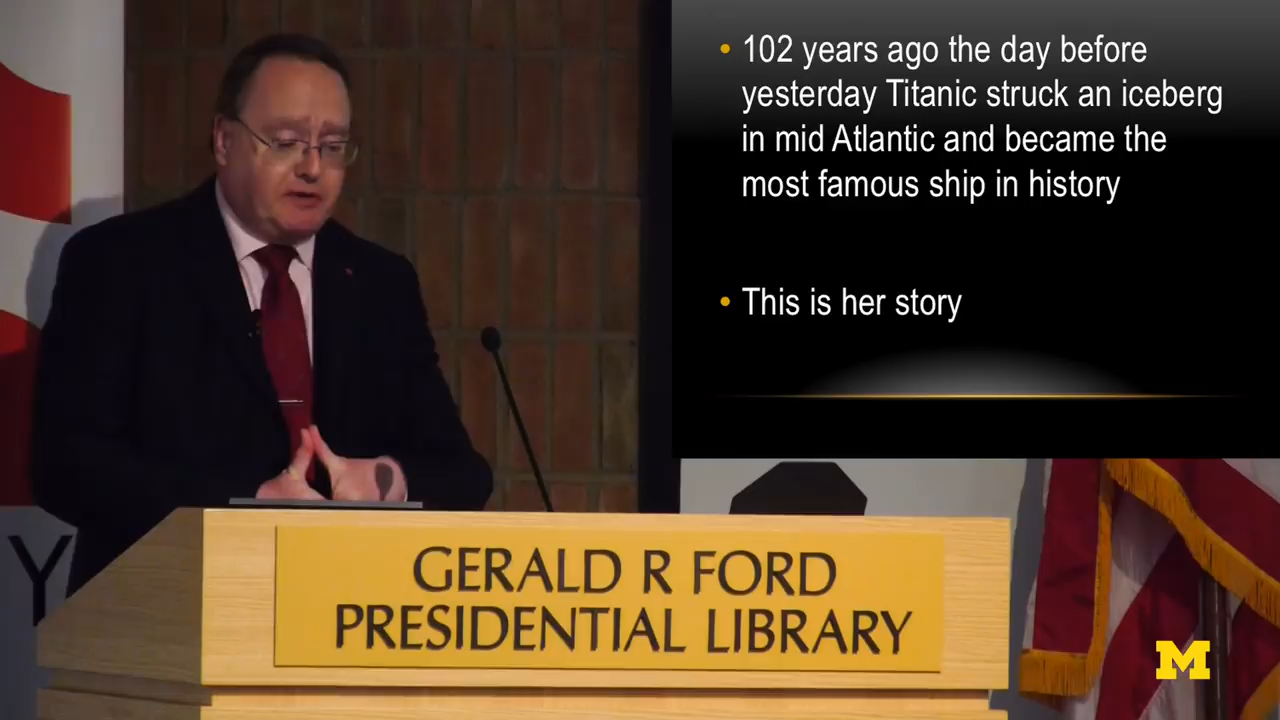 • 102 years ago the day before
yesterday Titanic struck an iceberg
in mid Atlantic and became the
most famous ship in history
• This is her story
GERALD R FORD
PRESIDENTIAL LIBRARY
Y
M